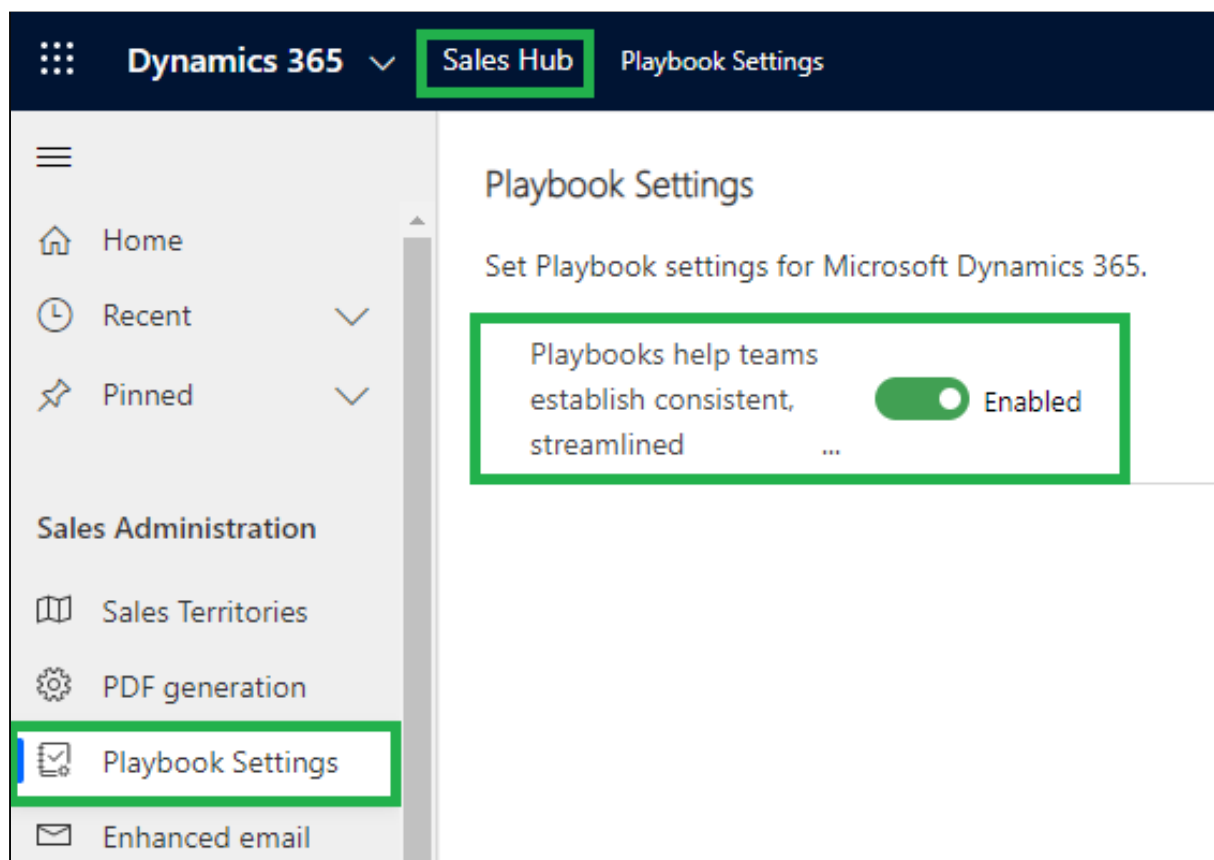 Dynamics 365 Sales Hub Playbook Settings
Home
Recent
Pinned
Sales Administration
Sales Territories
PDF generation
Playbook Settings
Enhanced email
Playbook Settings
Set Playbook settings for Microsoft Dynamics 365.
Playbooks help teams
establish consistent,
streamlined ...
Enabled